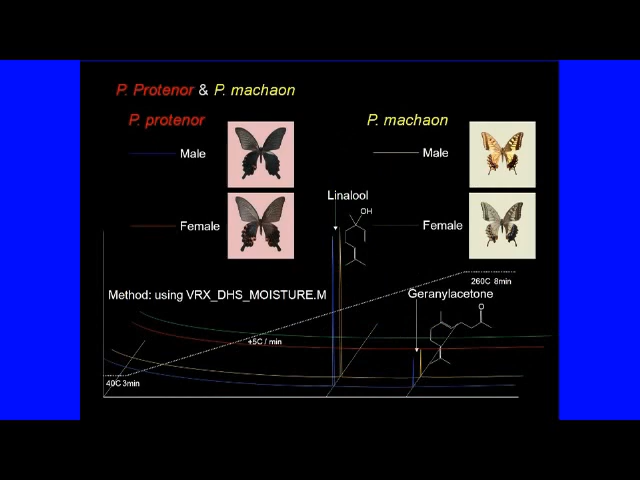 P. Protenor & P. machaon
P. protenor
P. machaon
Male
Male
Female
Female
Linalool
OH
260C 8min
Method: using VRX_DHS_MOISTURE.M
Geranylacetone
O
+5C / min
40C 3min